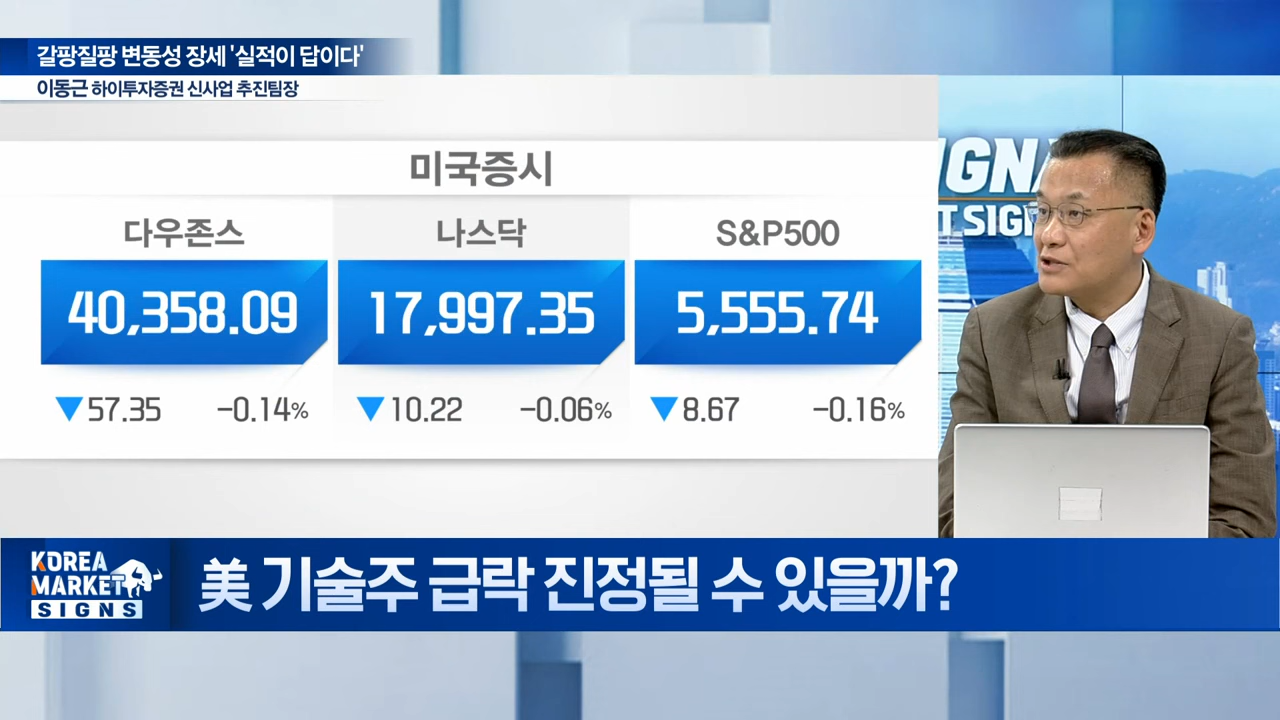 갈팡질팡 변동성 장세 '실적이 답이다'
이동근 하이투자증권 신사업 추진팀장
미국증시
다우존스
나스닥
S&P500
40,358.09
17,997.35
5,555.74
▼57.35 -0.14%
▼10.22 -0.06%
▼8.67 -0.16%
KOREA
MARKET
SIGNS
美 기술주 급락 진정될 수 있을까?